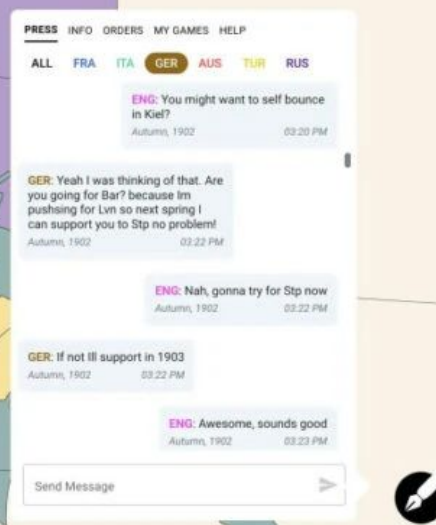 PRESS INFO ORDERS MY GAMES HELP
ALL FRA ITA GER AUS TUR RUS
ENG: You might want to self bounce
in Kiel?
Autumn, 1902 03:20 PM
GER: Yeah I was thinking of that. Are
you going for Bar? because Im
pushsing for Lvn so next spring I
can support you to Stp no problem!
Autumn, 1902 03:22 PM
ENG: Nah, gonna try for Stp now
Autumn, 1902 03:22 PM
GER: If not Ill support in 1903
Autumn, 1902 03:22 PM
ENG: Awesome, sounds good
Autumn, 1902 03:23 PM
Send Message